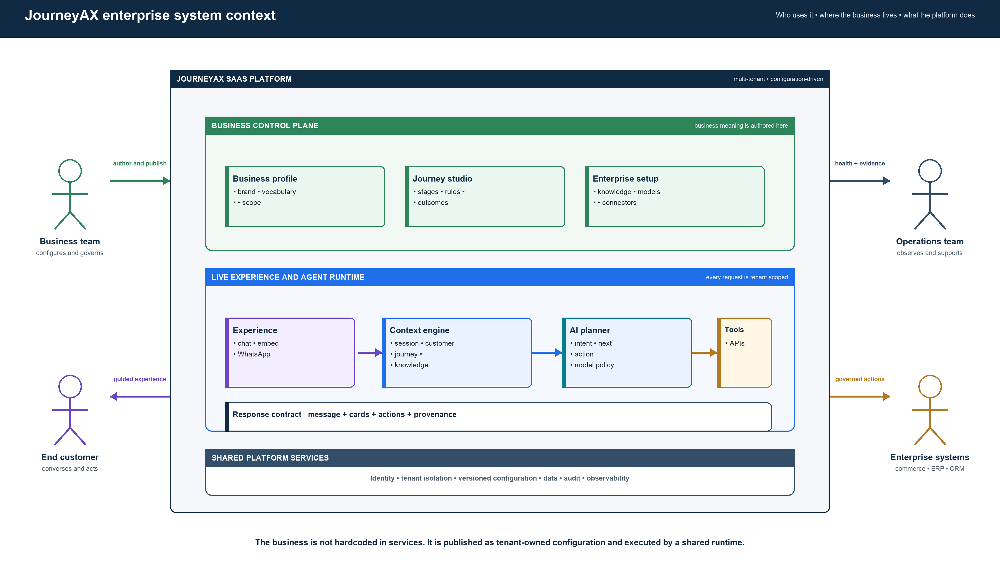 JourneyAX enterprise system context
Who uses it • where the business lives • what the platform does
JOURNEYAX SAAS PLATFORM
multi-tenant • configuration-driven
BUSINESS CONTROL PLANE
business meaning is authored here
author and publish
health + evidence
Business profile
• brand • vocabulary
• • scope
Journey studio
• stages • rules •
• outcomes
Enterprise setup
• knowledge • models
• • connectors
Business team
configures and governs
Operations team
observes and supports
LIVE EXPERIENCE AND AGENT RUNTIME
every request is tenant scoped
Experience
• chat • embed
• WhatsApp
Context engine
• session • customer
• journey •
• knowledge
AI planner
• intent • next
• action
• model policy
Tools
• APIs
guided experience
governed actions
Response contract message + cards + actions + provenance
End customer
converses and acts
Enterprise systems
commerce • ERP • CRM
SHARED PLATFORM SERVICES
Identity • tenant isolation • versioned configuration • data • audit • observability
The business is not hardcoded in services. It is published as tenant-owned configuration and executed by a shared runtime.